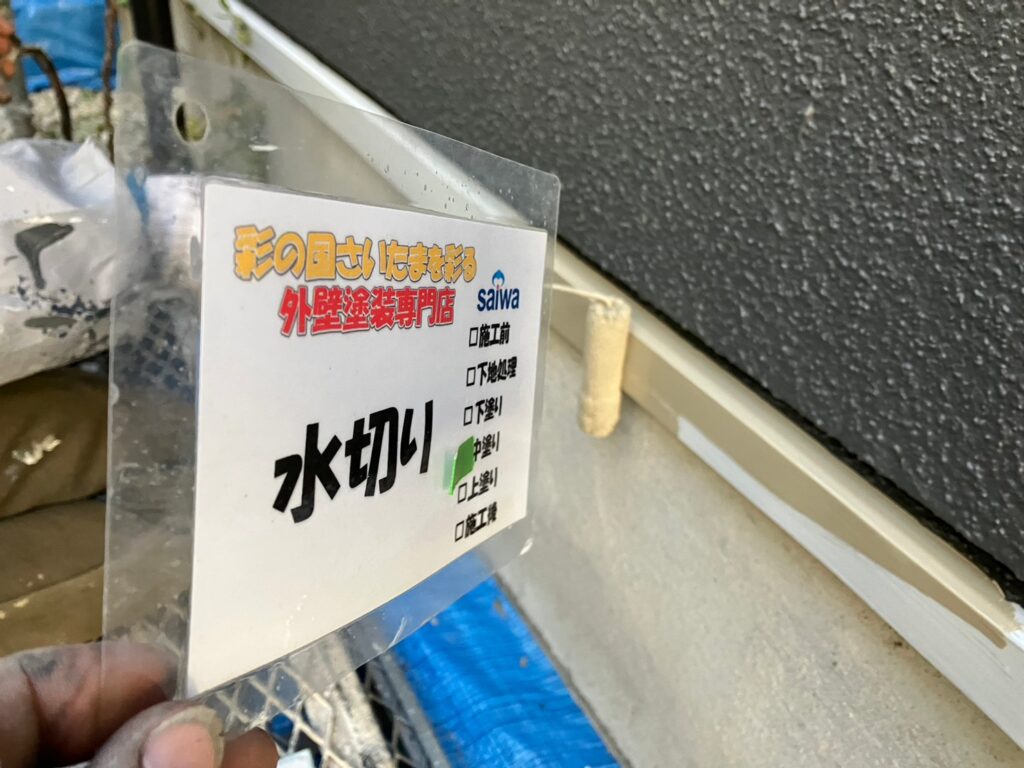 彩の国さいたまを彩る
外壁塗装専門店
saiwa
水切り
□施工前
□下地処理
□下塗り
中塗り
□上塗り
□施工後